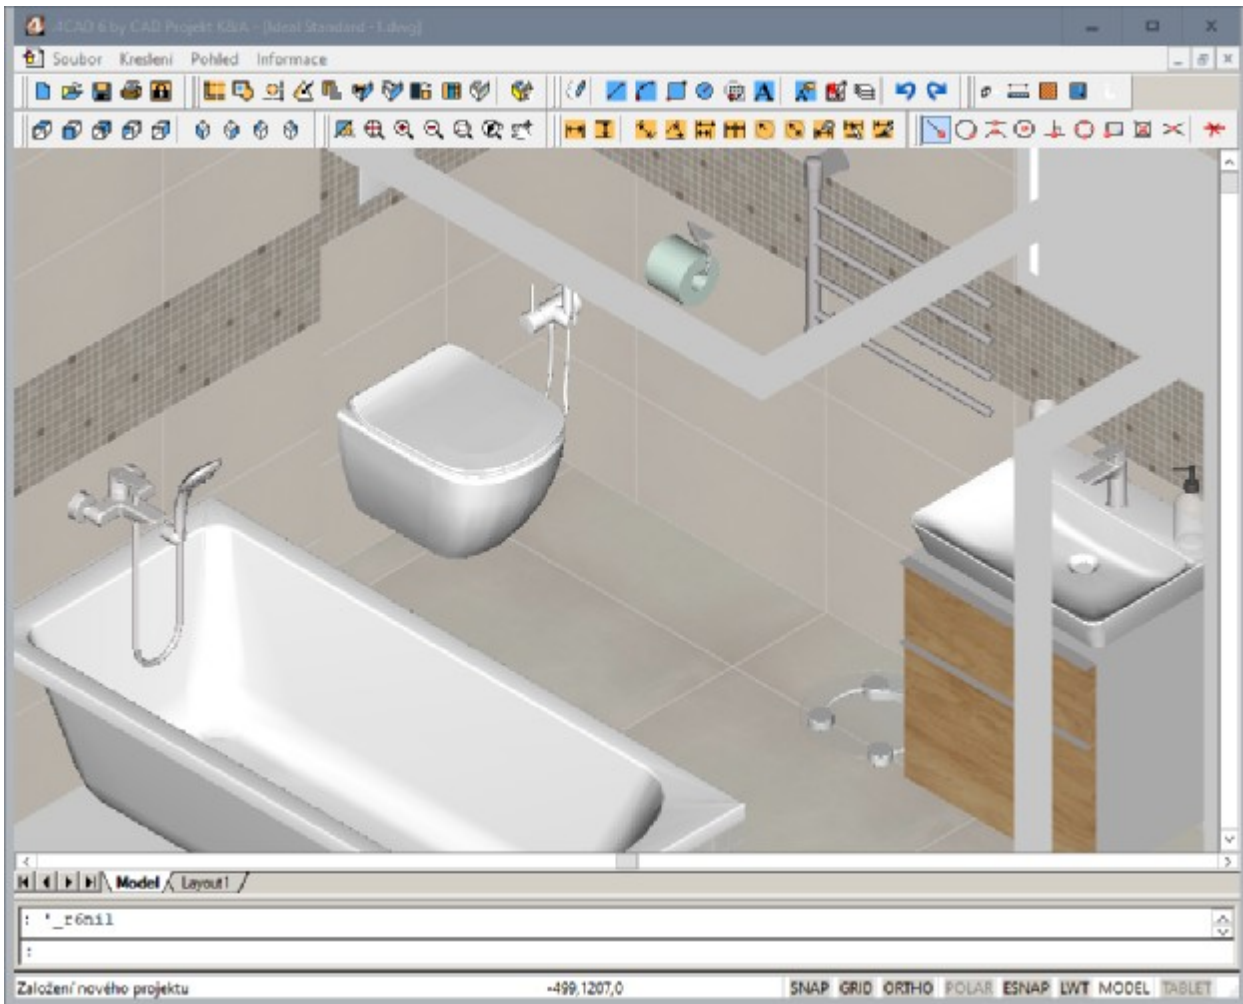 4CAD 6 by CAD Projekt K&A - [Ideal Standard - I.dwg]
Soubor Kreslení Pohled Informace
Model Layout1
: '_r6nil
:
Založení nového projektu -499,1207,0 SNAP GRID ORTHO POLAR ESNAP LWT MODEL TABLET